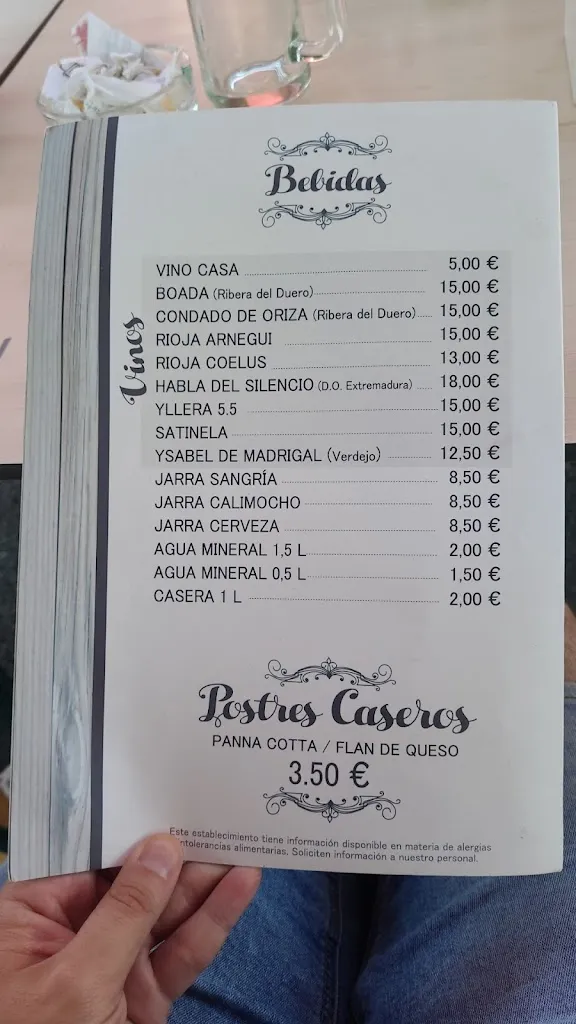 Bebidas
Vinos
VINO CASA 5,00 €
BOADA (Ribera del Duero) 15,00 €
CONDADO DE ORIZA (Ribera del Duero) 15,00 €
RIOJA ARNEGUI 15,00 €
RIOJA COELUS 13,00 €
HABLA DEL SILENCIO (D.O. Extremadura) 18,00 €
YLLERA 5.5 15,00 €
SATINELA 15,00 €
YSABEL DE MADRIGAL (Verdejo) 12,50 €
JARRA SANGRÍA 8,50 €
JARRA CALIMOCHO 8,50 €
JARRA CERVEZA 8,50 €
AGUA MINERAL 1,5 L 2,00 €
AGUA MINERAL 0,5 L 1,50 €
CASERA 1 L 2,00 €
Postres Caseros
PANNA COTTA / FLAN DE QUESO
3.50 €
Este establecimiento tiene información disponible en materia de alergias
intolerancias alimentarias. Soliciten información a nuestro personal.